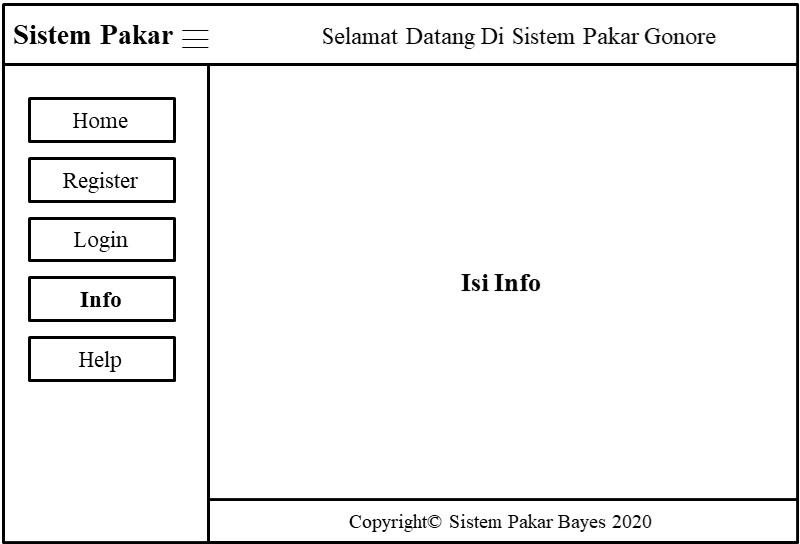 Sistem Pakar
Selamat Datang Di Sistem Pakar Gonore
Home
Register
Login
Info
Help
Isi Info
Copyright© Sistem Pakar Bayes 2020